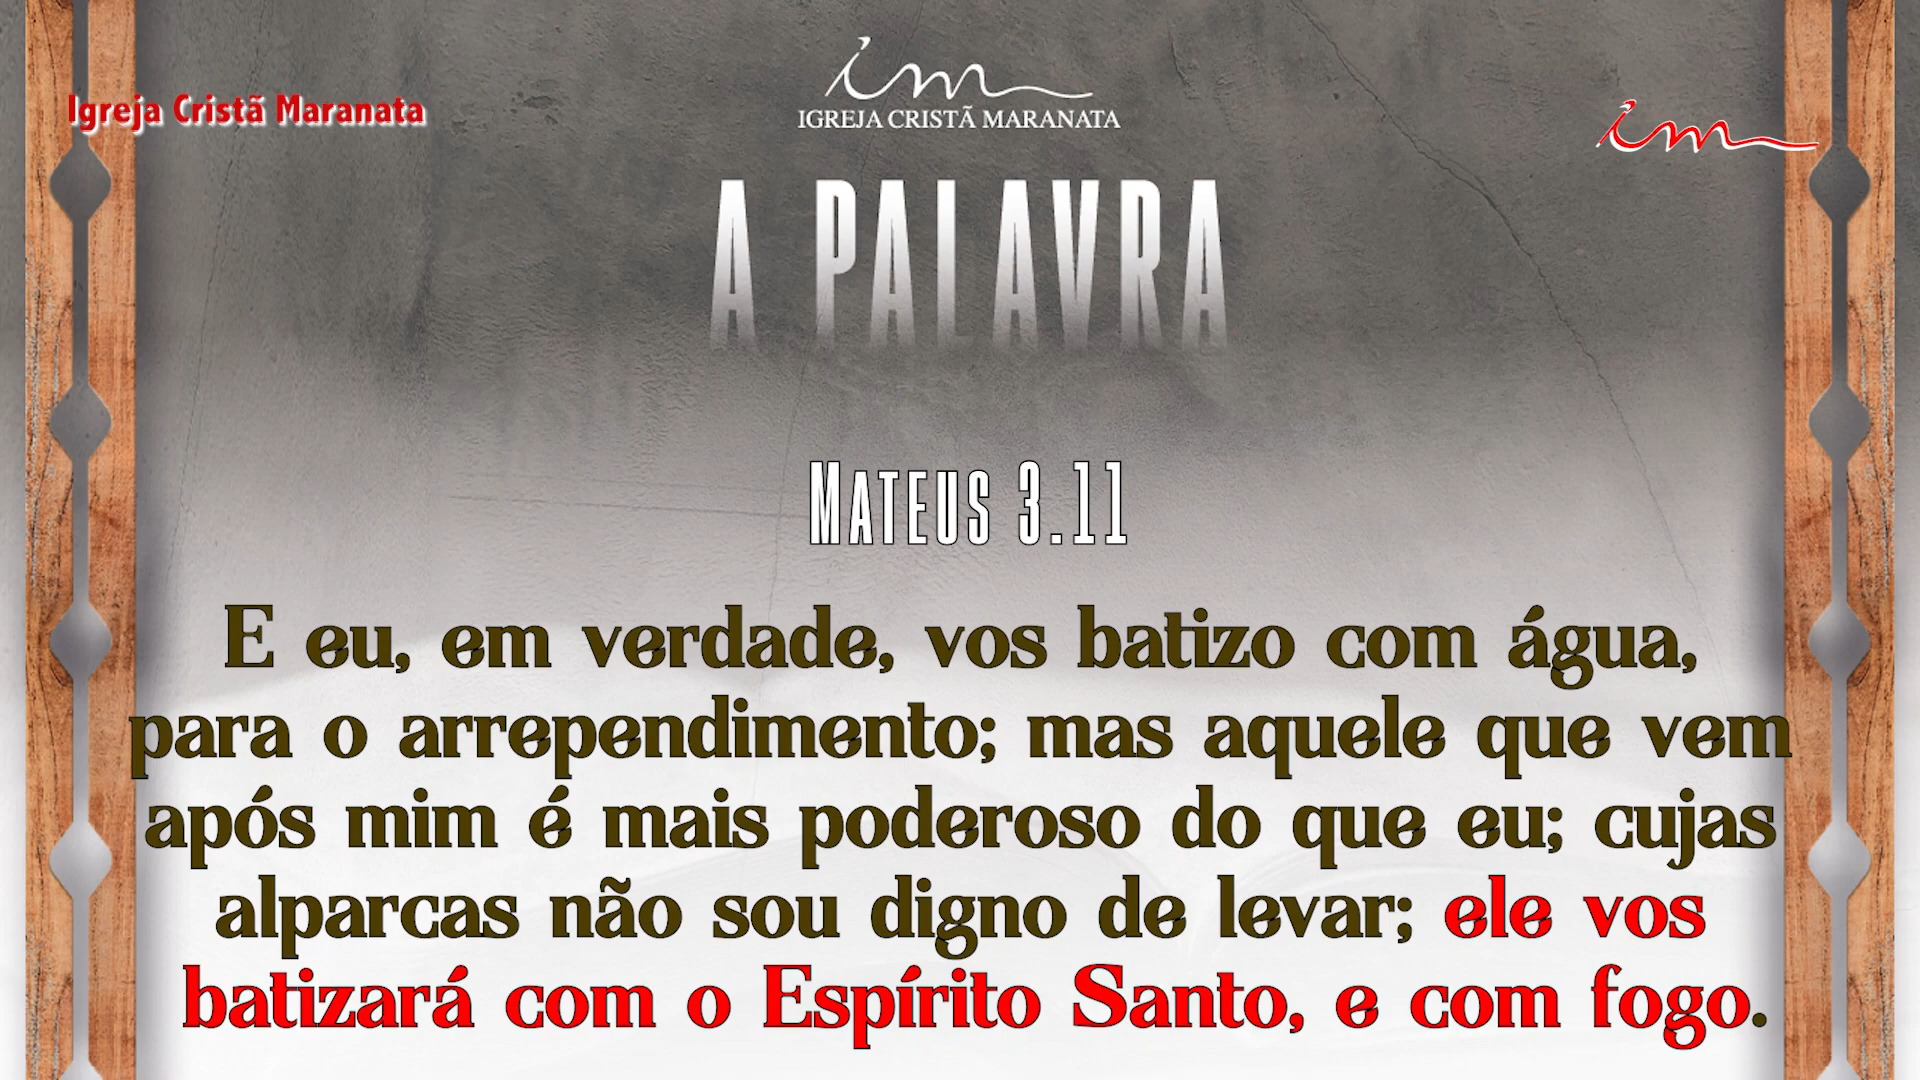 Igreja Cristã Maranata
im
IGREJA CRISTÃ MARANATA
im
A PALAVRA
MATEUS 3.11
E eu, em verdade, vos batizo com água,
para o arrependimento; mas aquele que vem
após mim é mais poderoso do que eu; cujas
alparcas não sou digno de levar; ele vos
batizará com o Espírito Santo, e com fogo.